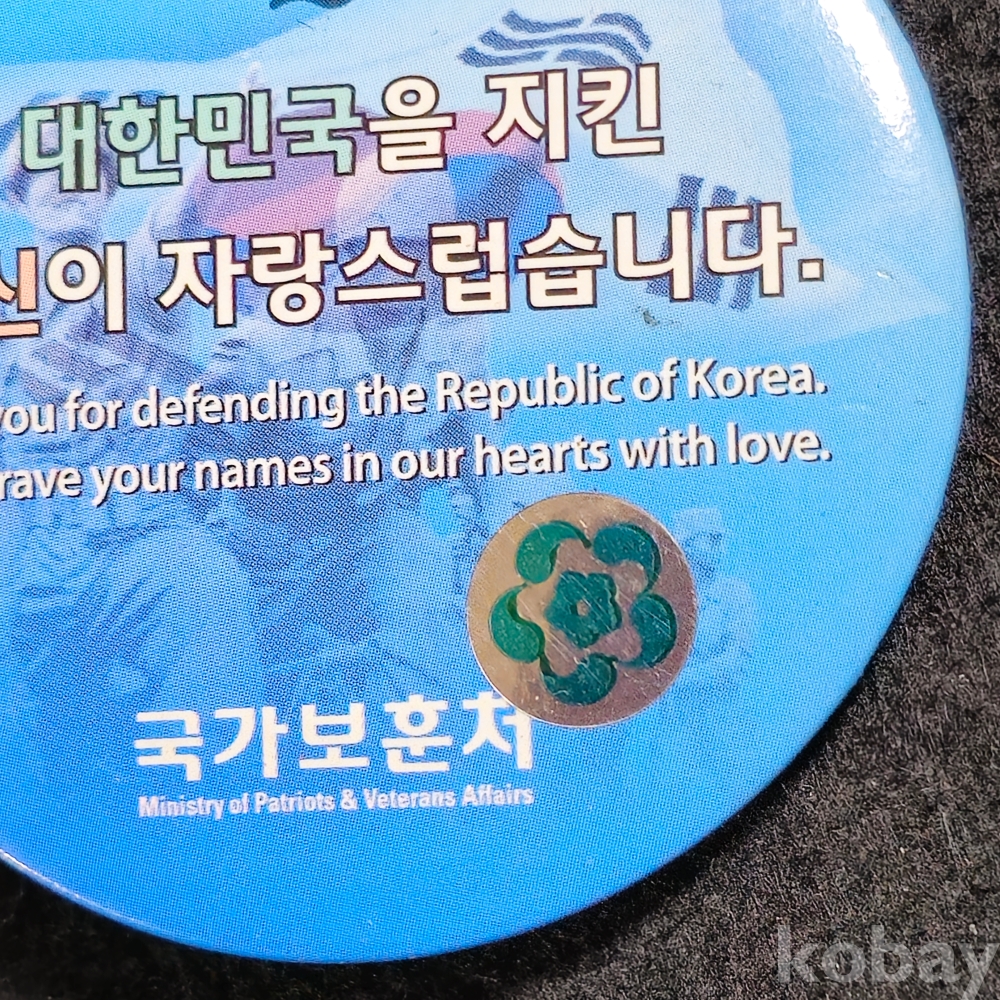 대한민국을 지킨
신이 자랑스럽습니다.
you for defending the Republic of Korea.
rave your names in our hearts with love.
국가보훈처
Ministry of Patriots & Veterans Affairs
kobay